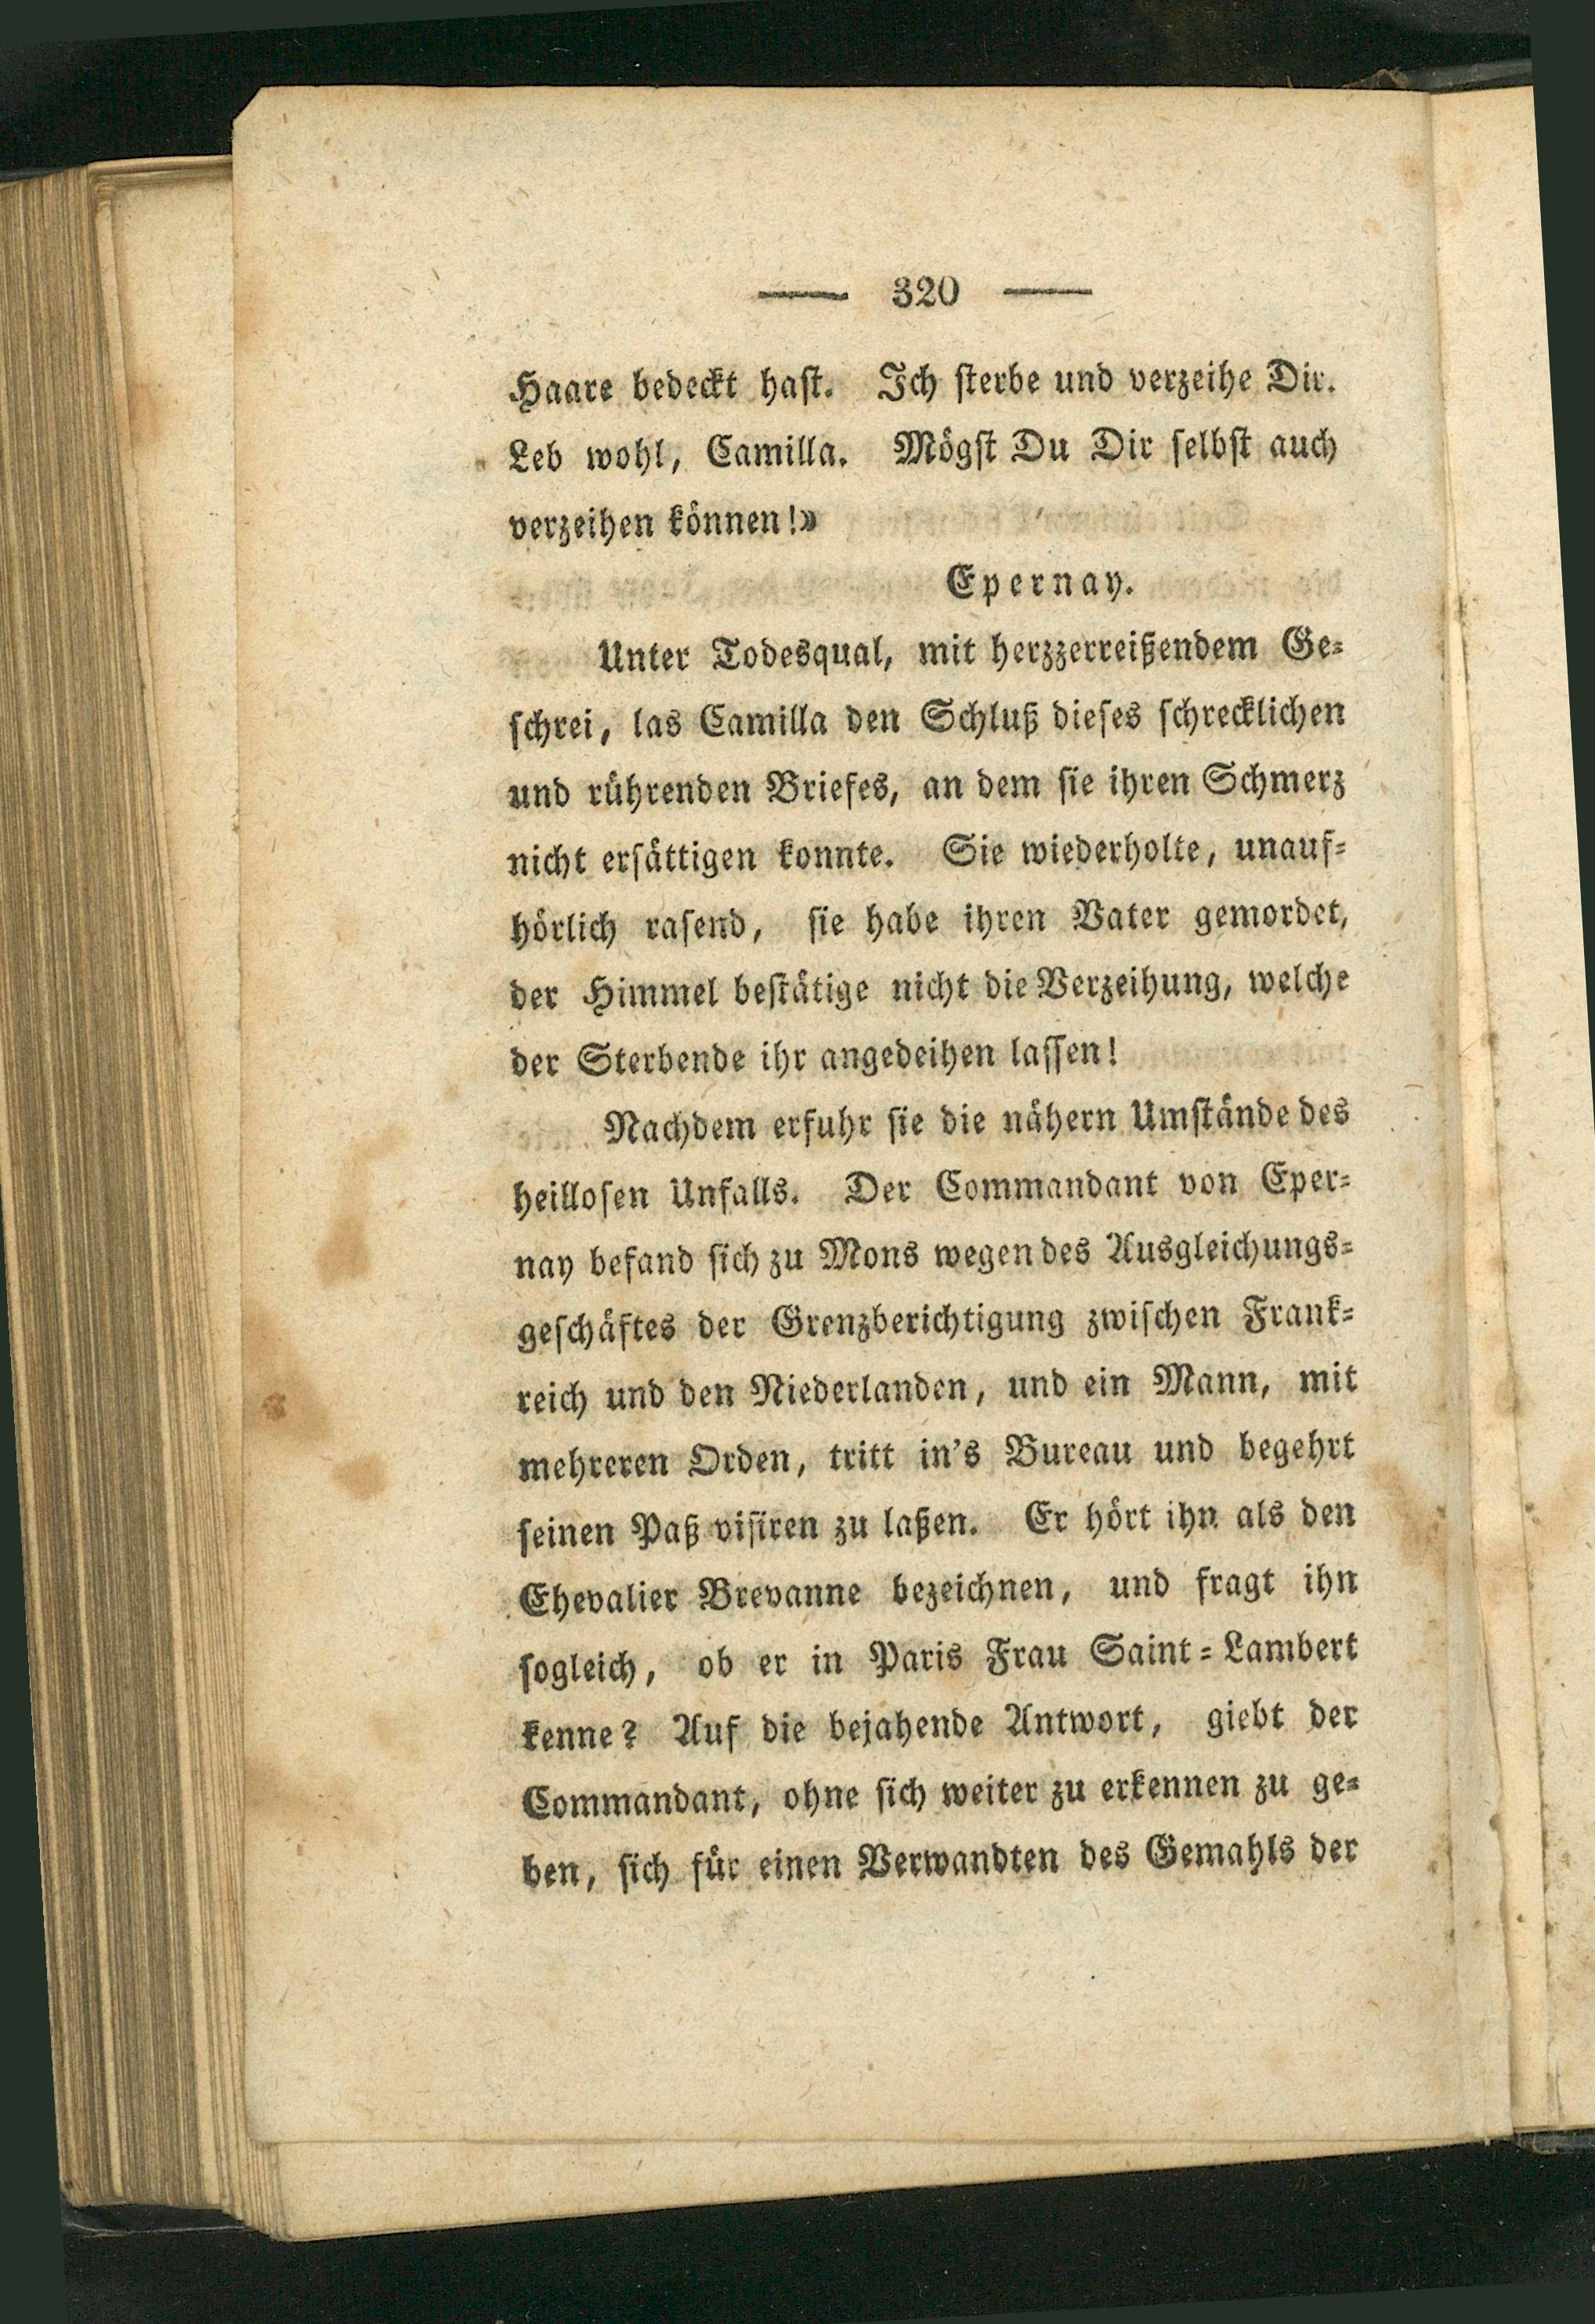 — 320 —
Haare bedeckt hast. Ich sterbe und verzeihe Dir.
Leb wohl, Camilla. Mögst Du Dir selbst auch
verzeihen können!»
Epernay.
Unter Todesqual, mit herzzerreißendem Ge-
schrei, las Camilla den Schluß dieses schrecklichen
und rührenden Briefes, an dem sie ihren Schmerz
nicht ersättigen konnte. Sie wiederholte, unauf-
hörlich rasend, sie habe ihren Vater gemordet,
der Himmel bestätige nicht die Verzeihung, welche
der Sterbende ihr angedeihen lassen!
Nachdem erfuhr sie die nähern Umstände des
heillosen Unfalls. Der Commandant von Eper-
nay befand sich zu Mons wegen des Ausgleichungs-
geschäftes der Grenzberichtigung zwischen Frank-
reich und den Niederlanden, und ein Mann, mit
mehreren Orden, tritt in's Bureau und begehrt
seinen Paß visiren zu laßen. Er hört ihn als den
Chevalier Brevanne bezeichnen, und fragt ihn
sogleich, ob er in Paris Frau Saint-Lambert
kenne? Auf die bejahende Antwort, giebt der
Commandant, ohne sich weiter zu erkennen zu ge-
ben, sich für einen Verwandten des Gemahls der